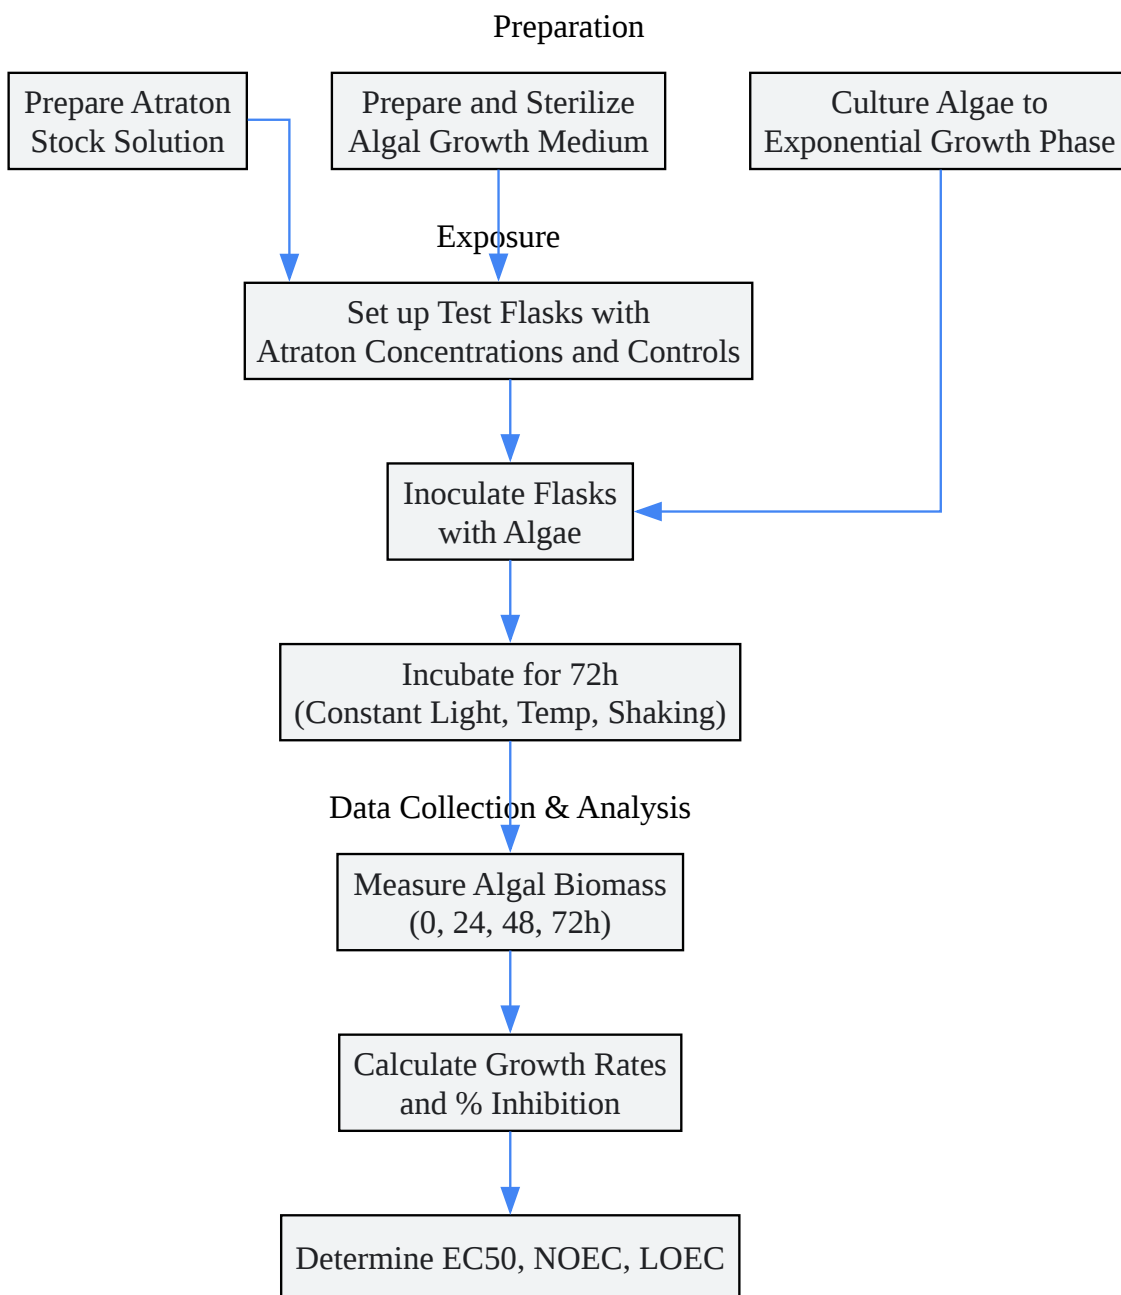 Preparation
Prepare Atraton
Stock Solution
Prepare and Sterilize
Algal Growth Medium
Culture Algae to
Exponential Growth Phase
Exposure
Set up Test Flasks with
Atraton Concentrations and Controls
Inoculate Flasks
with Algae
Incubate for 72h
(Constant Light, Temp, Shaking)
Data Collection & Analysis
Measure Algal Biomass
(0, 24, 48, 72h)
Calculate Growth Rates
and % Inhibition
Determine EC50, NOEC, LOEC